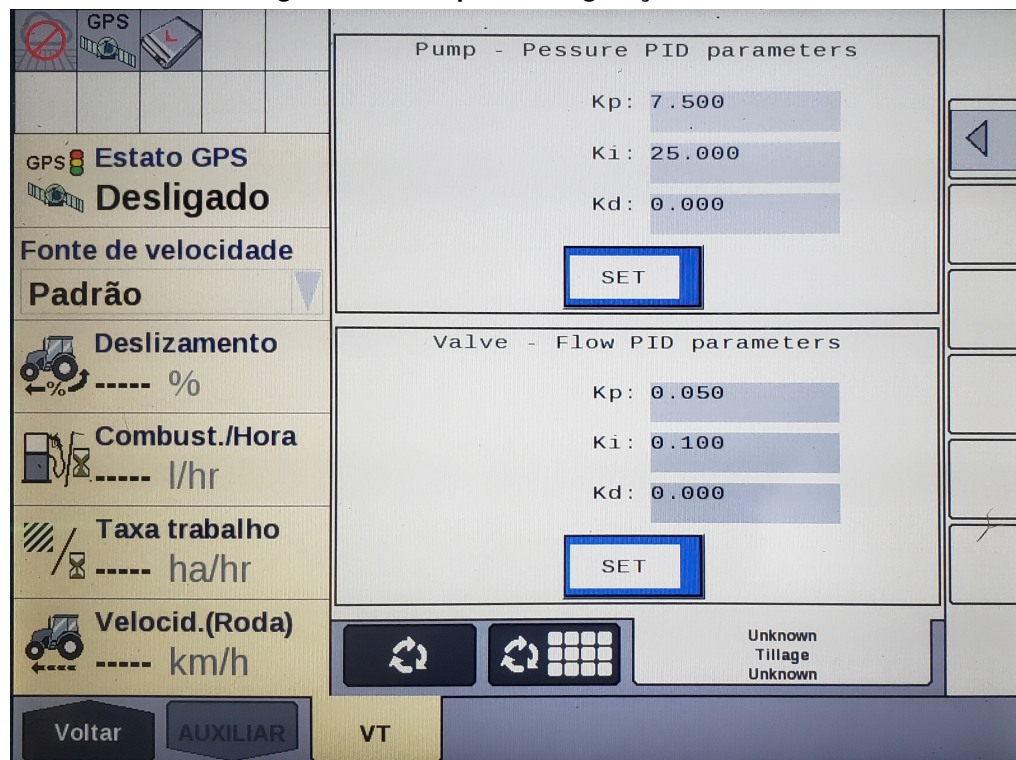 GPS
L
Pump - Pessure PID parameters
Kp: 7.500
Ki: 25.000
Kd: 0.000
SET
GPS Estato GPS
Desligado
Fonte de velocidade
Padrão
Deslizamento
% ----- %
Combust./Hora
----- l/hr
Taxa trabalho
----- ha/hr
Velocid.(Roda)
----- km/h
Valve - Flow PID parameters
Kp: 0.050
Ki: 0.100
Kd: 0.000
SET
Unknown
Tillage
Unknown
Voltar
AUXILIAR
VT